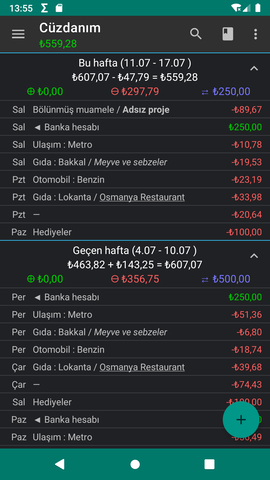 13:55
Cüzdanım
₺559,28
Bu hafta (11.07 - 17.07 )
₺607,07 - ₺47,79 = ₺559,28
₺0,00 ₺297,79 ₺250,00
Sal Bölünmüş muamele / Adsız proje -₺89,67
Sal ◄ Banka hesabı ₺250,00
Sal Ulaşım : Metro -₺10,78
Sal Gıda : Bakkal / Meyve ve sebzeler -₺19,53
Pzt Otomobil : Benzin -₺23,19
Pzt Gıda : Lokanta / Osmanya Restaurant -₺33,98
Pzt — -₺20,64
Paz Hediyeler -₺100,00
Geçen hafta (4.07 - 10.07 )
₺463,82 + ₺143,25 = ₺607,07
₺0,00 ₺356,75 ₺500,00
Per ◄ Banka hesabı ₺250,00
Per Ulaşım : Metro -₺51,36
Per Gıda : Bakkal / Meyve ve sebzeler -₺6,80
Per Otomobil : Benzin -₺18,74
Çar Gıda : Lokanta / Osmanya Restaurant -₺39,68
Çar — -₺74,43
Sal Hediyeler
Paz ◄ Banka hesabı
Paz Ulaşım : Metro